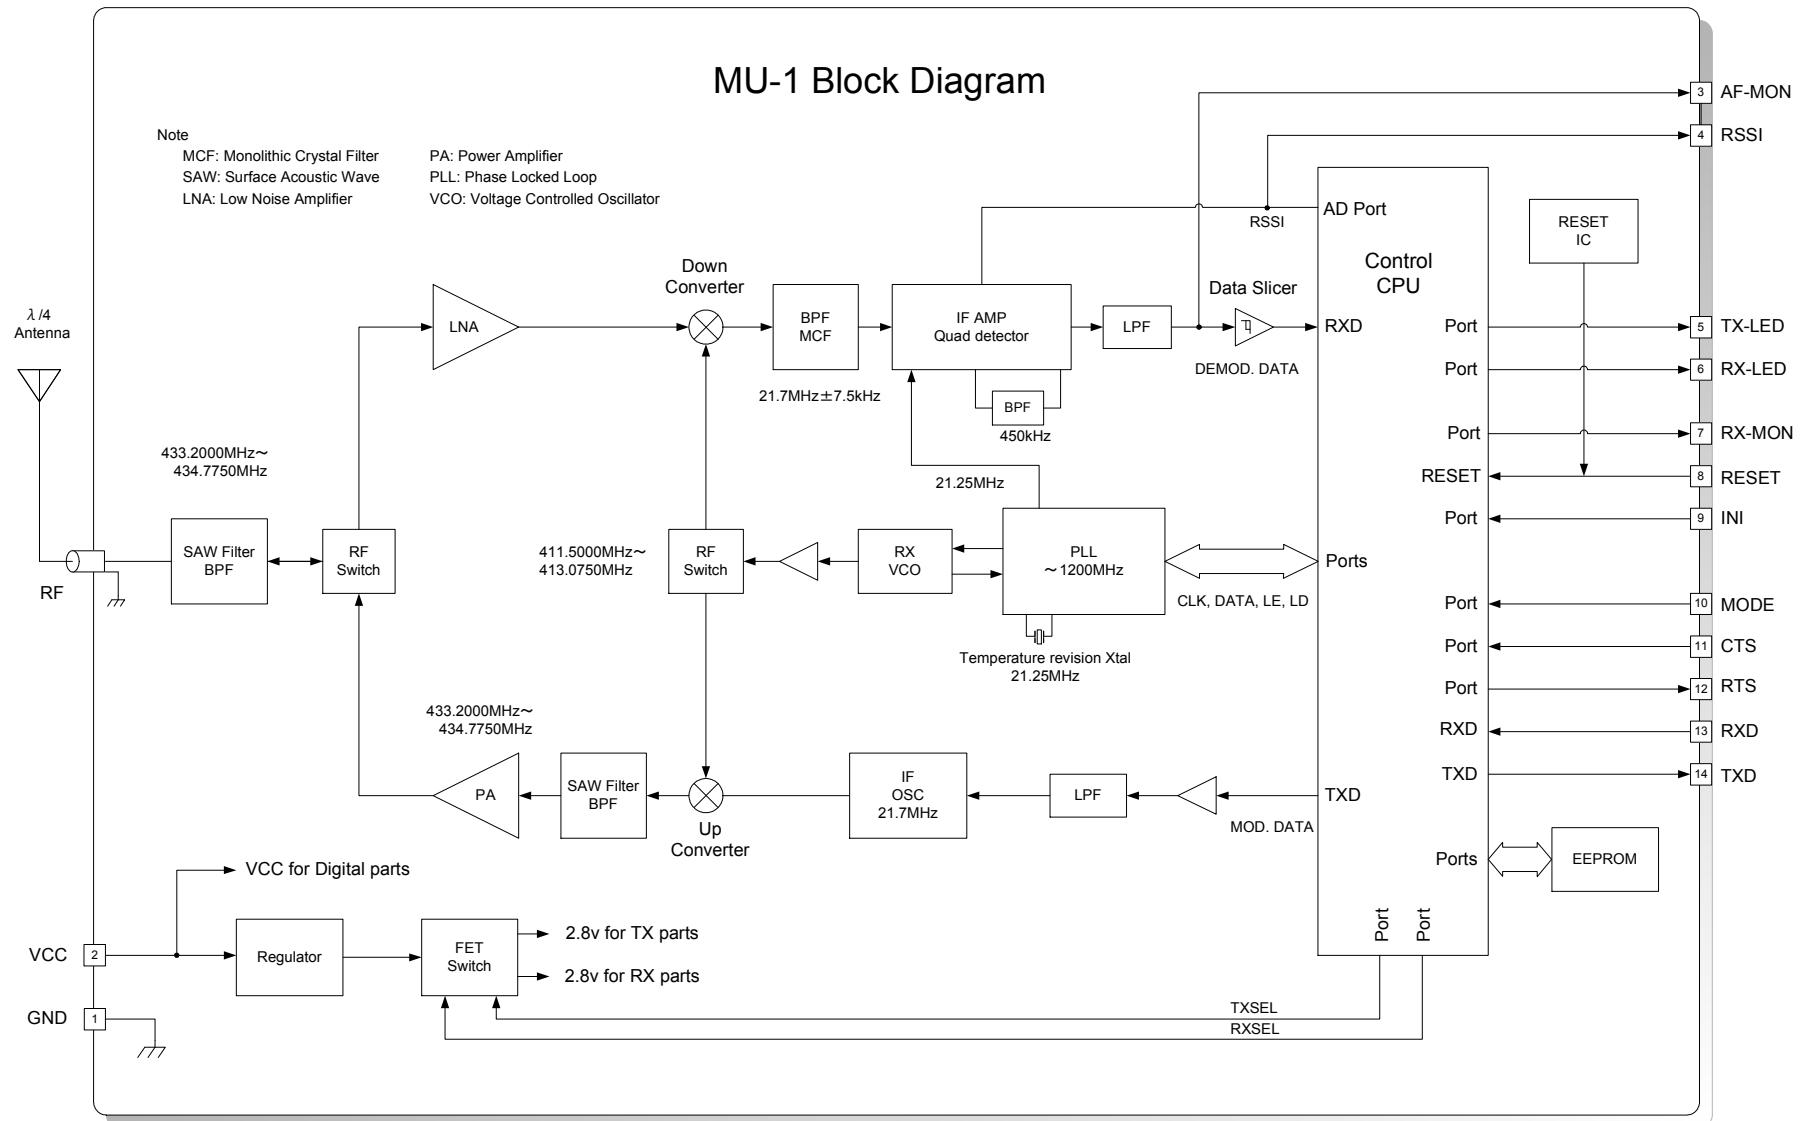 MU-1 Block Diagram
Note
MCF: Monolithic Crystal Filter
SAW: Surface Acoustic Wave
LNA: Low Noise Amplifier
PA: Power Amplifier
PLL: Phase Locked Loop
VCO: Voltage Controlled Oscillator
3 AF-MON
4 RSSI
AD Port
RSSI
RESET
IC
Control
CPU
Down
Converter
λ/4
Antenna
LNA
BPF
MCF
21.7MHz±7.5kHz
IF AMP
Quad detector
BPF
450kHz
LPF
Data Slicer
DEMOD. DATA
RXD
Port
5 TX-LED
Port
6 RX-LED
Port
7 RX-MON
RESET
8 RESET
Port
9 INI
433.2000MHz～
434.7750MHz
21.25MHz
RF
SAW Filter
BPF
RF
Switch
411.5000MHz～
413.0750MHz
RF
Switch
RX
VCO
PLL
～1200MHz
Ports
CLK, DATA, LE, LD
Temperature revision Xtal
21.25MHz
Port
10 MODE
Port
11 CTS
Port
12 RTS
RXD
13 RXD
TXD
14 TXD
433.2000MHz～
434.7750MHz
PA
SAW Filter
BPF
Up
Converter
IF
OSC
21.7MHz
LPF
TXD
MOD. DATA
Ports
EEPROM
VCC for Digital parts
VCC 2
Regulator
FET
Switch
2.8v for TX parts
2.8v for RX parts
Port
Port
GND 1
TXSEL
RXSEL